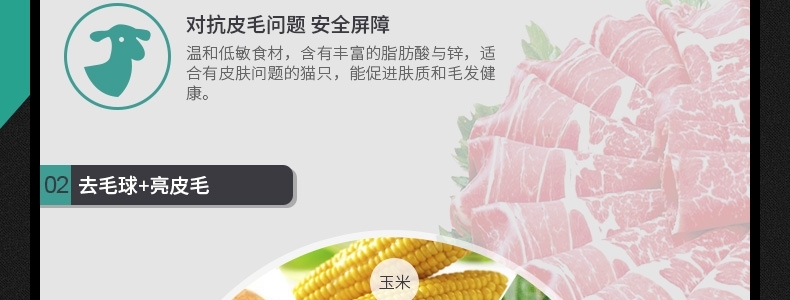 对抗皮毛问题 安全屏障
温和低敏食材，含有丰富的脂肪酸与锌，适
合有皮肤问题的猫只，能促进肤质和毛发健
康。
02 去毛球+亮皮毛
玉米